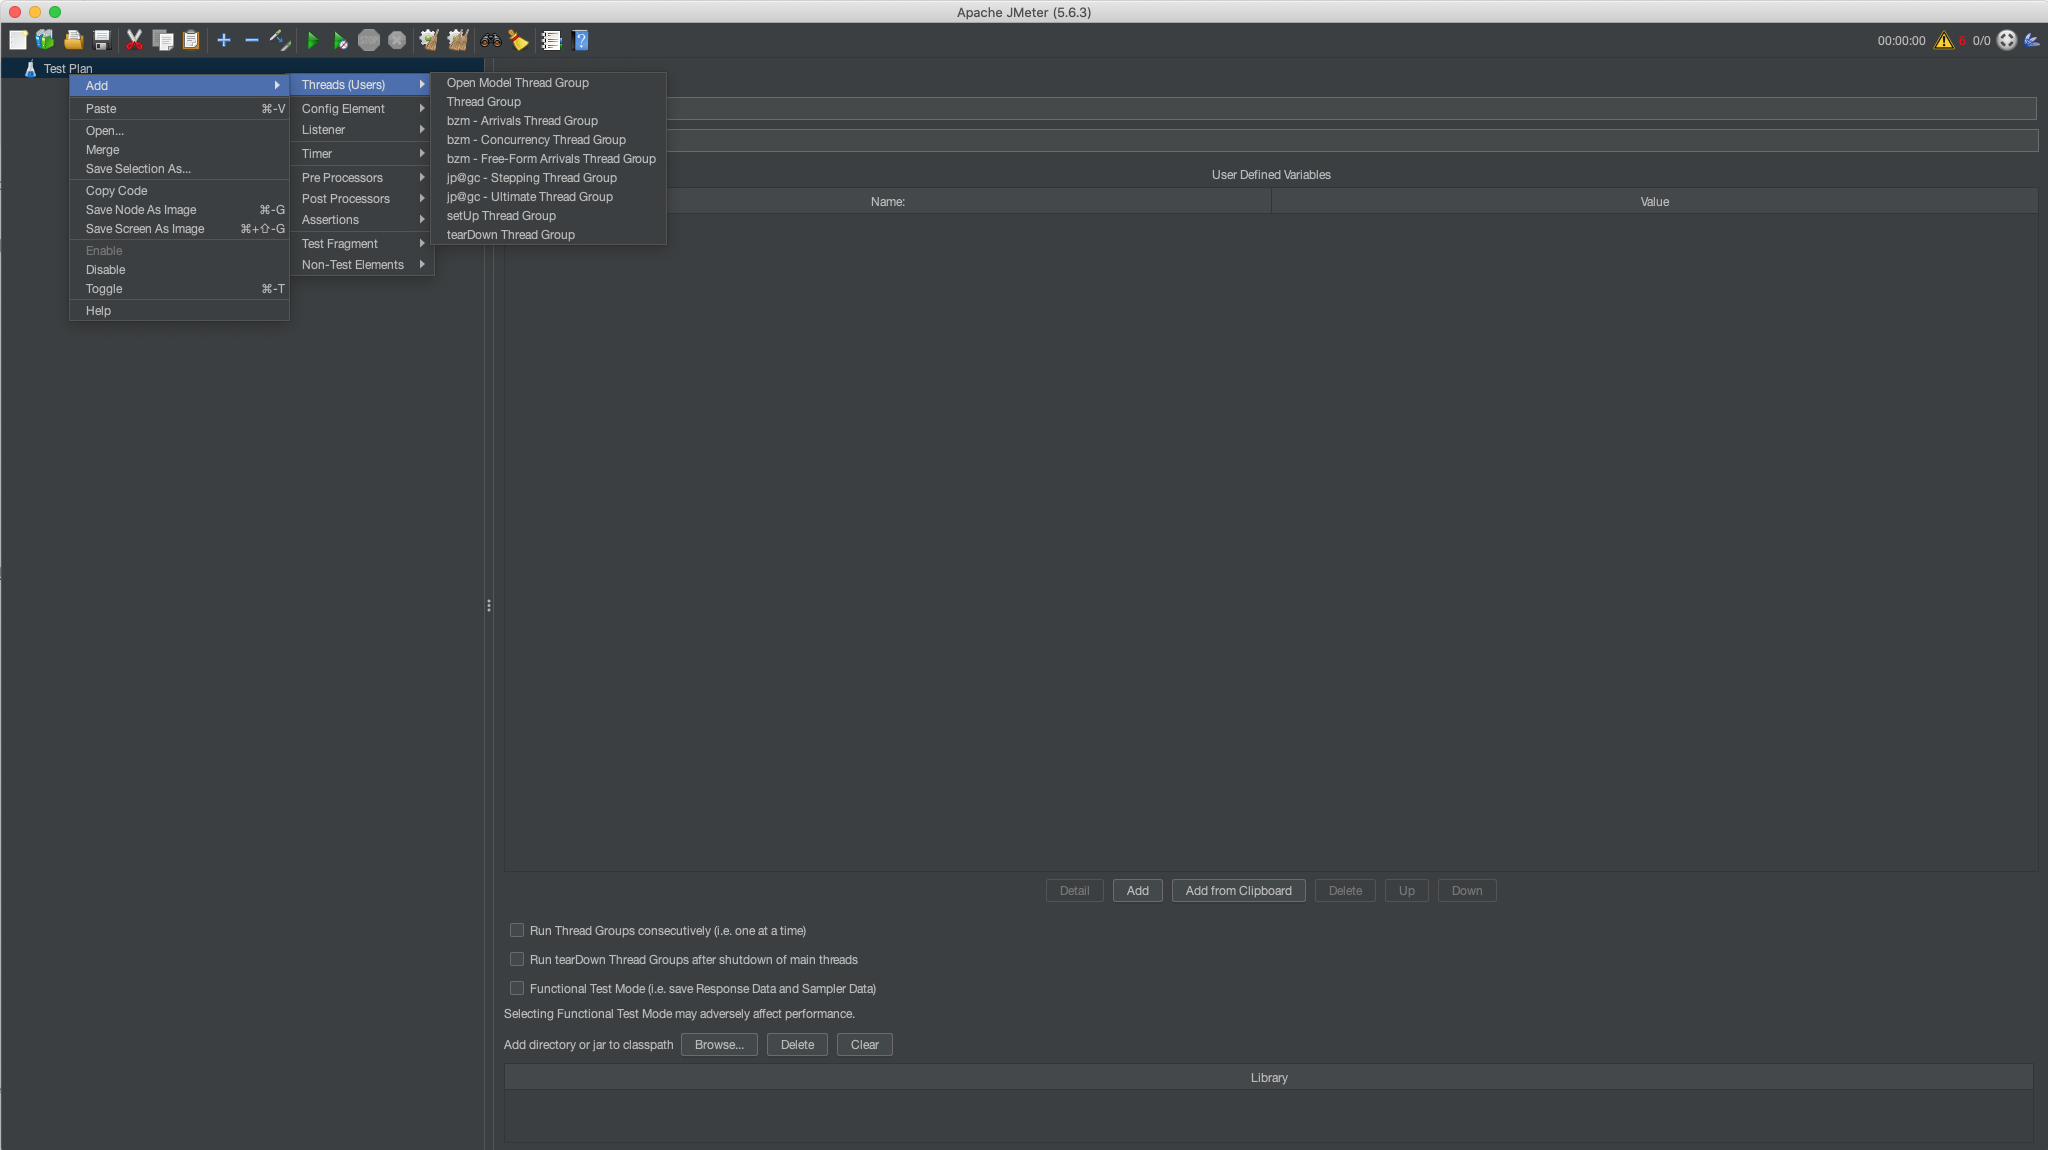 Apache JMeter (5.6.3)
STOP
00:00:00 6 0/0
Test Plan
Add
Paste ⌘-V
Open...
Merge
Save Selection As...
Copy Code
Save Node As Image ⌘-G
Save Screen As Image ⌘+⇧-G
Enable
Disable
Toggle ⌘-T
Help
Threads (Users)
Config Element
Listener
Timer
Pre Processors
Post Processors
Assertions
Test Fragment
Non-Test Elements
Open Model Thread Group
Thread Group
bzm - Arrivals Thread Group
bzm - Concurrency Thread Group
bzm - Free-Form Arrivals Thread Group
jp@gc - Stepping Thread Group
jp@gc - Ultimate Thread Group
setUp Thread Group
tearDown Thread Group
User Defined Variables
Name: Value
Detail Add Add from Clipboard Delete Up Down
Run Thread Groups consecutively (i.e. one at a time)
Run tearDown Thread Groups after shutdown of main threads
Functional Test Mode (i.e. save Response Data and Sampler Data)
Selecting Functional Test Mode may adversely affect performance.
Add directory or jar to classpath Browse... Delete Clear
Library